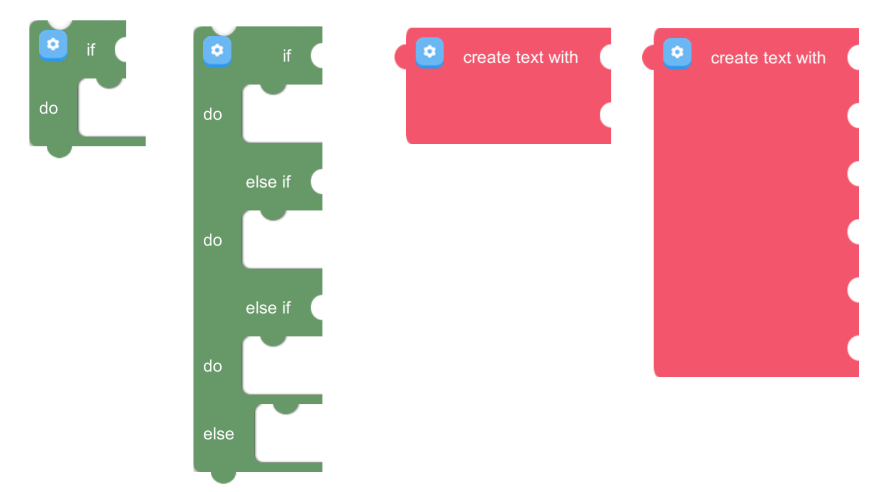 if
do
if
do
else if
do
else if
do
else
create text with
create text with